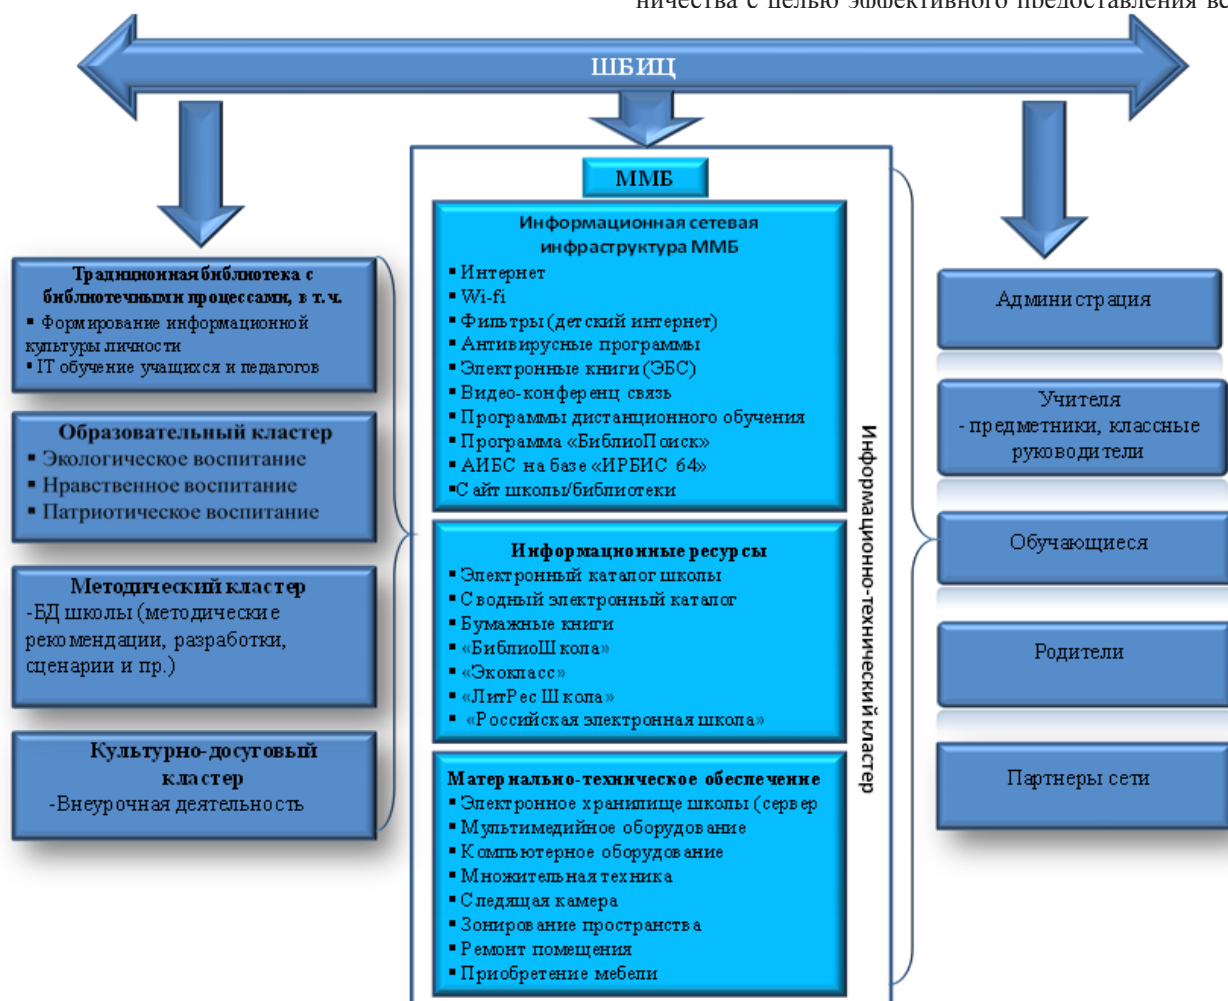 ничества с целью эффективного предоставления вс
ШБИЦ
Традиционная библиотека с
библиотечными процессами, в т. ч.
▪ Формирование информационной
культуры личности
▪ IT обучение учащихся и педагогов
Образовательный кластер
▪ Экологическое воспитание
▪ Нравственное воспитание
▪ Патриотическое воспитание
Методический кластер
-БД школы (методические
рекомендации, разработки,
сценарии и пр.)
Культурно-досуговый
кластер
-Внеурочная деятельность
ММБ
Информационная сетевая
инфраструктура ММБ
▪ Интернет
▪ Wi-fi
▪ Фильтры (детский интернет)
▪ Антивирусные программы
▪ Электронные книги (ЭБС)
▪ Видео-конференц связь
▪ Программы дистанционного обучения
▪ Программа «БиблиоПоиск»
▪ АИБС на базе «ИРБИС 64»
▪ Сайт школы/библиотеки
Информационные ресурсы
▪ Электронный каталог школы
▪ Сводный электронный каталог
▪ Бумажные книги
▪ «БиблиоШкола»
▪ «Экокласс»
▪ «ЛитРес Школа»
▪ «Российская электронная школа»
Материально-техническое обеспечение
▪ Электронное хранилище школы (сервер
▪ Мультимедийное оборудование
▪ Компьютерное оборудование
▪ Множительная техника
▪ Следящая камера
▪ Зонирование пространства
▪ Ремонт помещения
▪ Приобретение мебели
Информационно-технический кластер
Администрация
Учителя
- предметники, классные
руководители
Обучающиеся
Родители
Партнеры сети